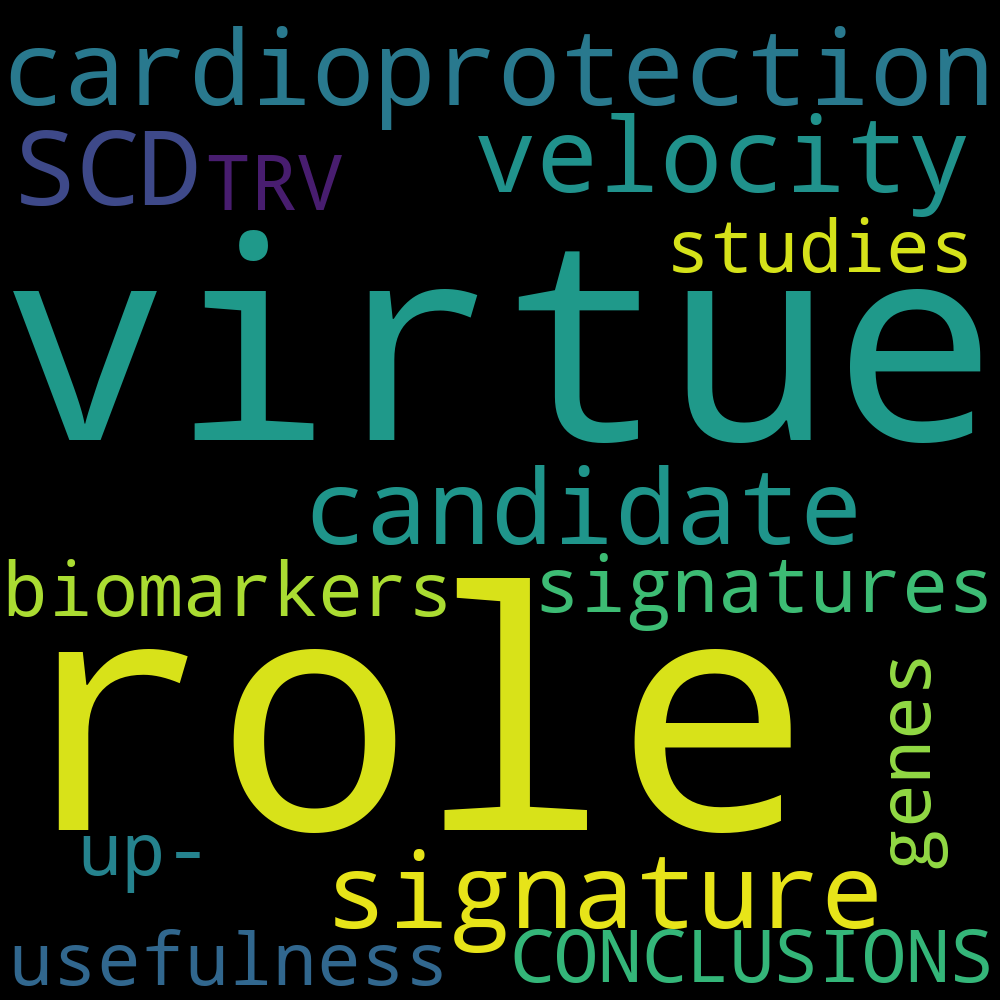 cardioprotection
SCD TRV velocity
studies
virtue
candidate
biomarkers signatures
role
genes
up-
signature
usefulness CONCLUSIONS